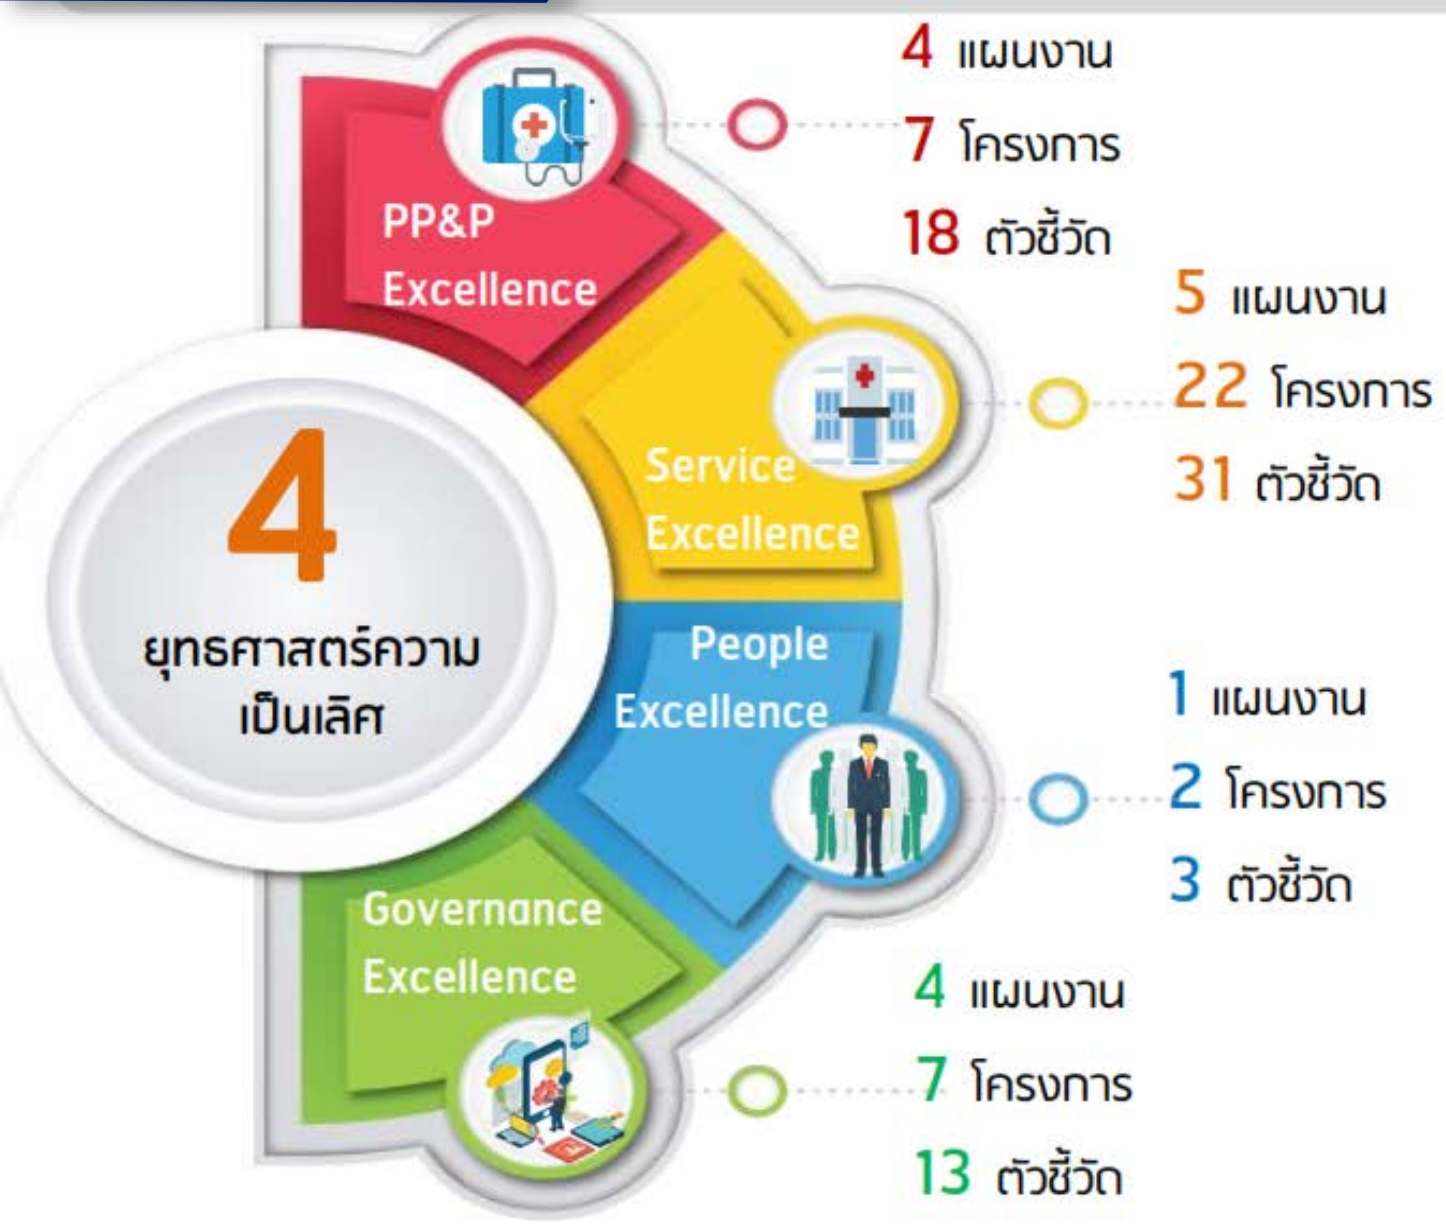 4 แผนงาน
7 โครงการ
18 ตัวชี้วัด
PP&P
Excellence
5 แผนงาน
22 โครงการ
31 ตัวชี้วัด
Service
Excellence
4
ยุทธศาสตร์ความ
เป็นเลิศ
People
Excellence
1 แผนงาน
2 โครงการ
3 ตัวชี้วัด
Governance
Excellence
4 แผนงาน
7 โครงการ
13 ตัวชี้วัด